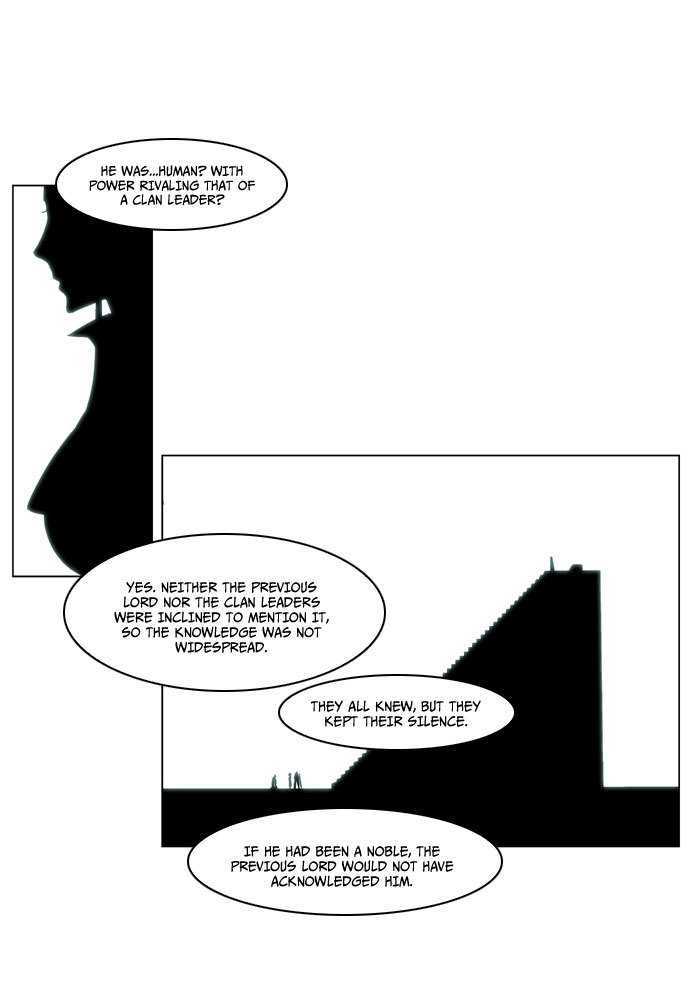 HE WAS...HUMAN? WITH
POWER RIVALING THAT OF
A CLAN LEADER?
YES. NEITHER THE PREVIOUS
LORD NOR THE CLAN LEADERS
WERE INCLINED TO MENTION IT,
SO THE KNOWLEDGE WAS NOT
WIDESPREAD.
THEY ALL KNEW, BUT THEY
KEPT THEIR SILENCE.
IF HE HAD BEEN A NOBLE, THE
PREVIOUS LORD WOULD NOT HAVE
ACKNOWLEDGED HIM.